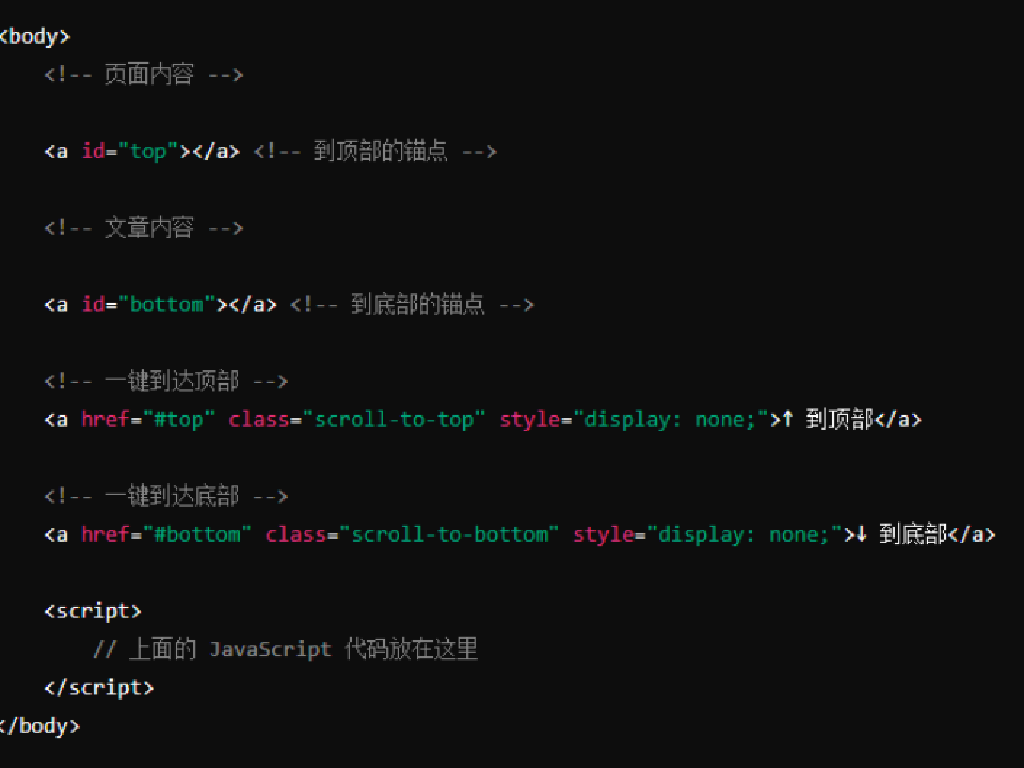 <body>
<!-- 页面内容 -->
<a id="top"></a> <!-- 到顶部的锚点 -->
<!-- 文章内容 -->
<a id="bottom"></a> <!-- 到底部的锚点 -->
<!-- 一键到达顶部 -->
<a href="#top" class="scroll-to-top" style="display: none;">↑ 到顶部</a>
<!-- 一键到达底部 -->
<a href="#bottom" class="scroll-to-bottom" style="display: none;">↓ 到底部</a>
<script>
// 上面的 JavaScript 代码放在这里
</script>
</body>